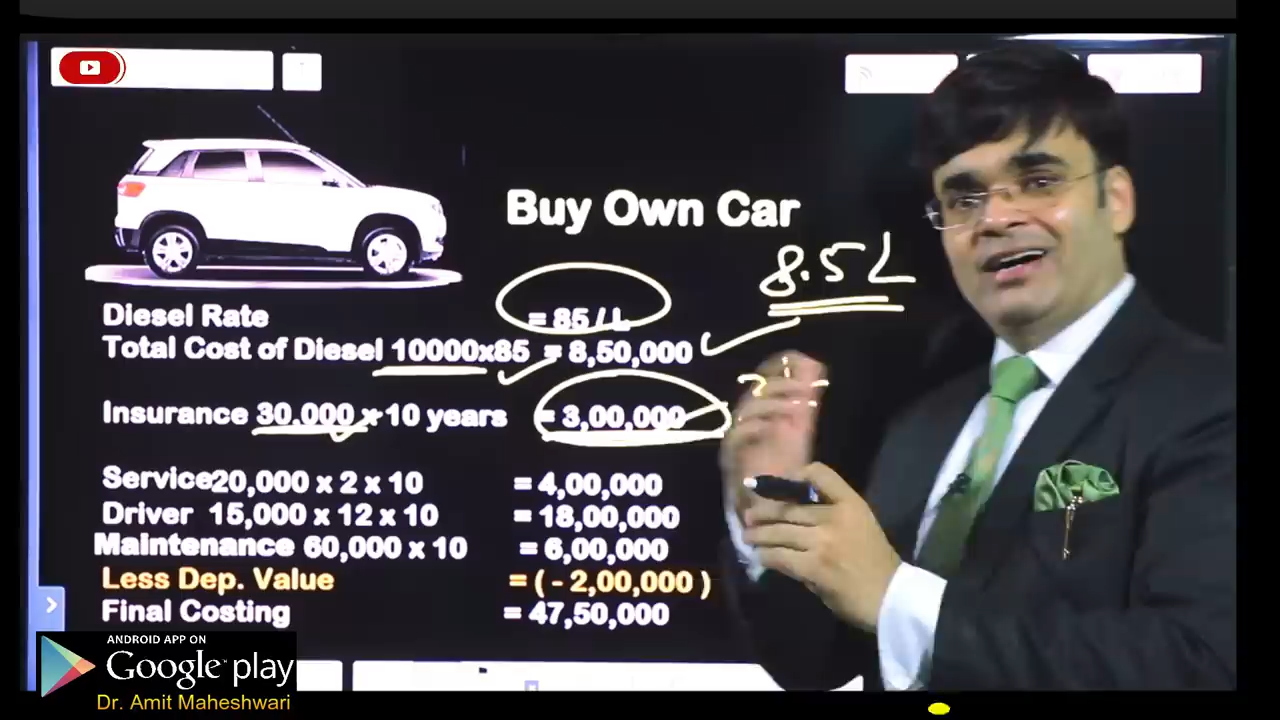 Buy Own Car
8.5L
Diesel Rate = 85 / L
Total Cost of Diesel 10000x85 = 8,50,000
Insurance 30,000 x 10 years = 3,00,000
Service20,000 x 2 x 10 = 4,00,000
Driver 15,000 x 12 x 10 = 18,00,000
Maintenance 60,000 x 10 = 6,00,000
Less Dep. Value = ( - 2,00,000 )
Final Costing = 47,50,000
ANDROID APP ON
Google play
Dr. Amit Maheshwari